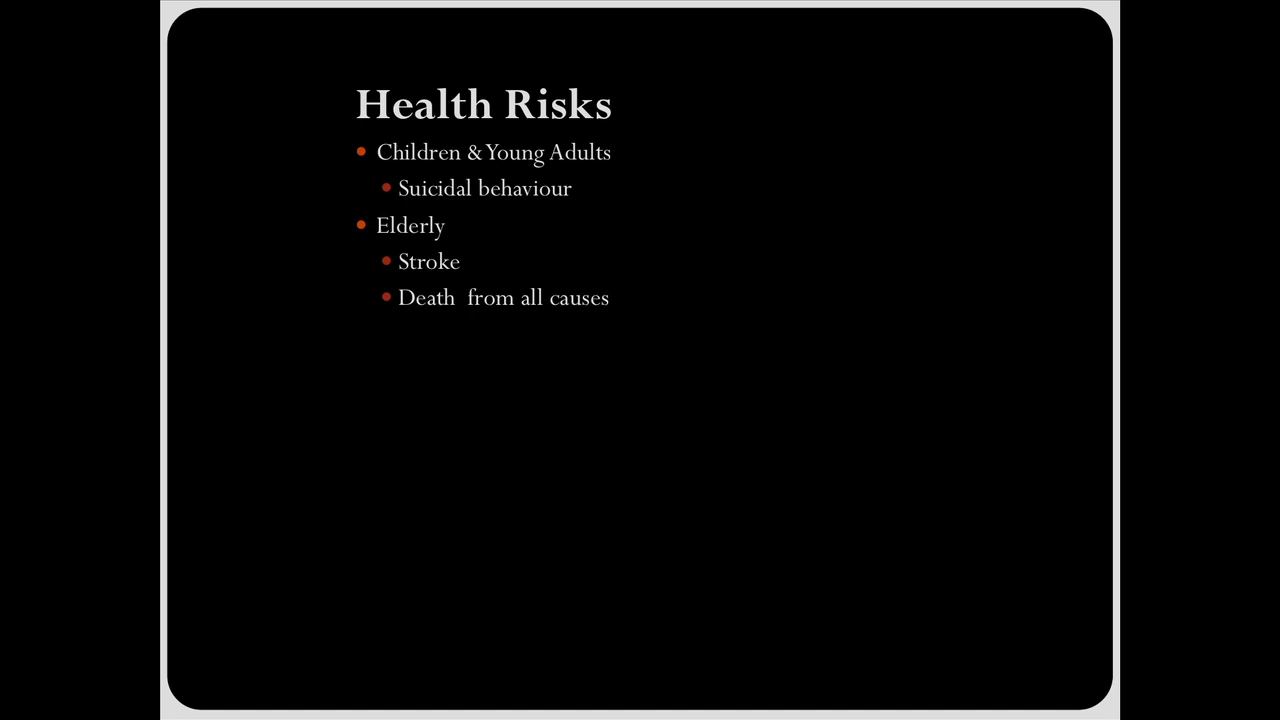 Health Risks
Children & Young Adults
Suicidal behaviour
Elderly
Stroke
Death from all causes